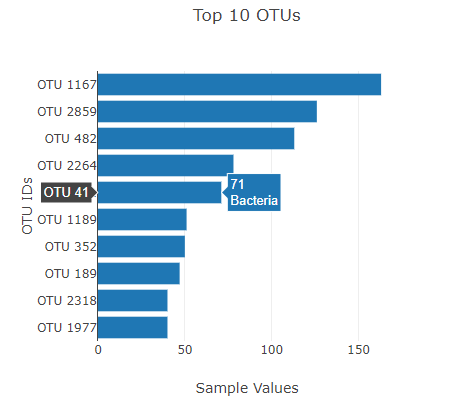 Top 10 OTUs
OTU IDs
OTU 1167
OTU 2859
OTU 482
OTU 2264
OTU 41
71
Bacteria
OTU 1189
OTU 352
OTU 189
OTU 2318
OTU 1977
0 50 100 150
Sample Values